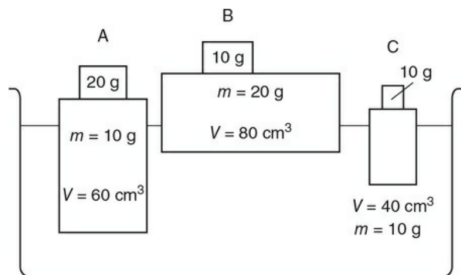 A
20 g
m = 10 g
V = 60 cm³
B
10 g
m = 20 g
V = 80 cm³
C
10 g
V = 40 cm³
m = 10 g